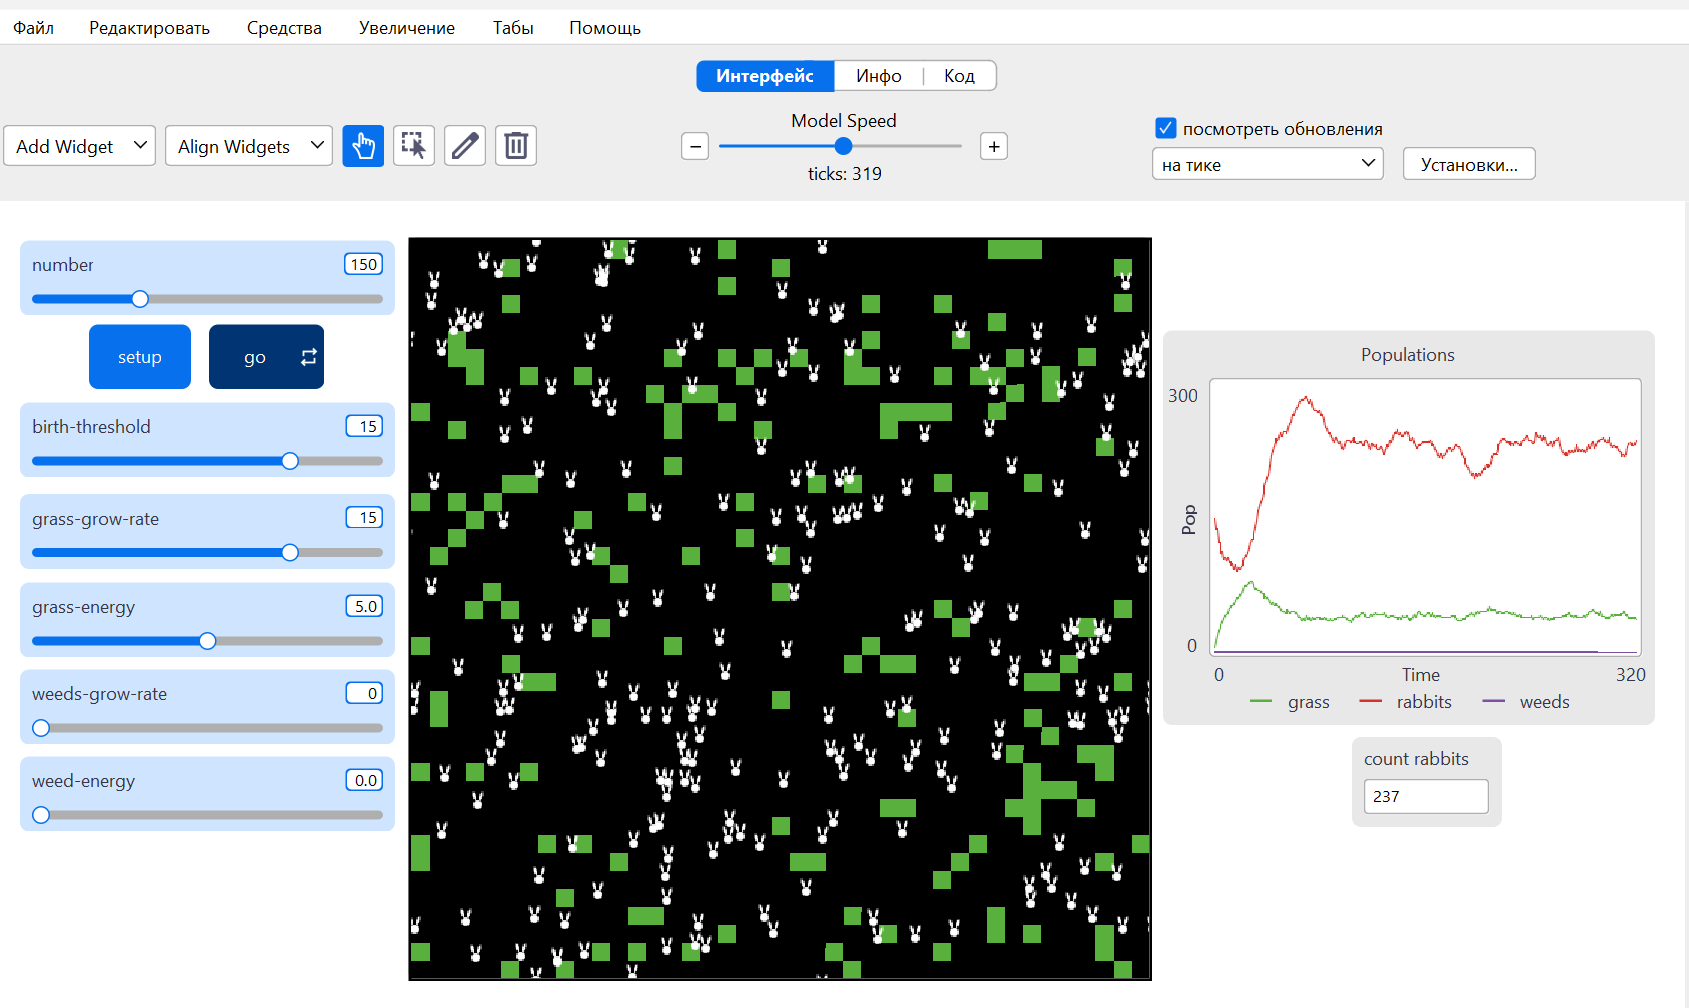 Файл Редактировать Средства Увеличение Табы Помощь
Интерфейс Инфо Код
Add Widget Align Widgets
Model Speed
ticks: 319
посмотреть обновления
на тике Установки...
number 150
setup go
birth-threshold 15
grass-grow-rate 15
grass-energy 5.0
weeds-grow-rate 0
weed-energy 0.0
Populations
300
Pop
0
0 Time 320
grass rabbits weeds
count rabbits
237